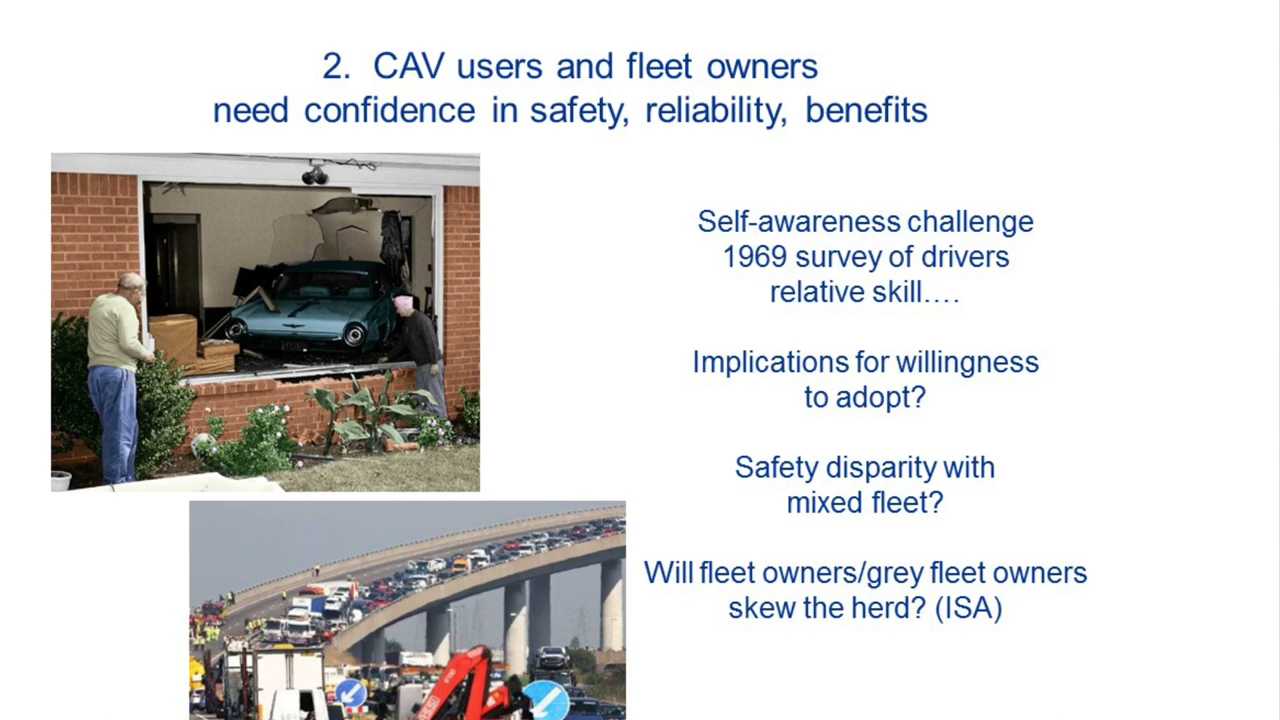 2. CAV users and fleet owners
need confidence in safety, reliability, benefits
Self-awareness challenge
1969 survey of drivers
relative skill….
Implications for willingness
to adopt?
Safety disparity with
mixed fleet?
Will fleet owners/grey fleet owners
skew the herd? (ISA)